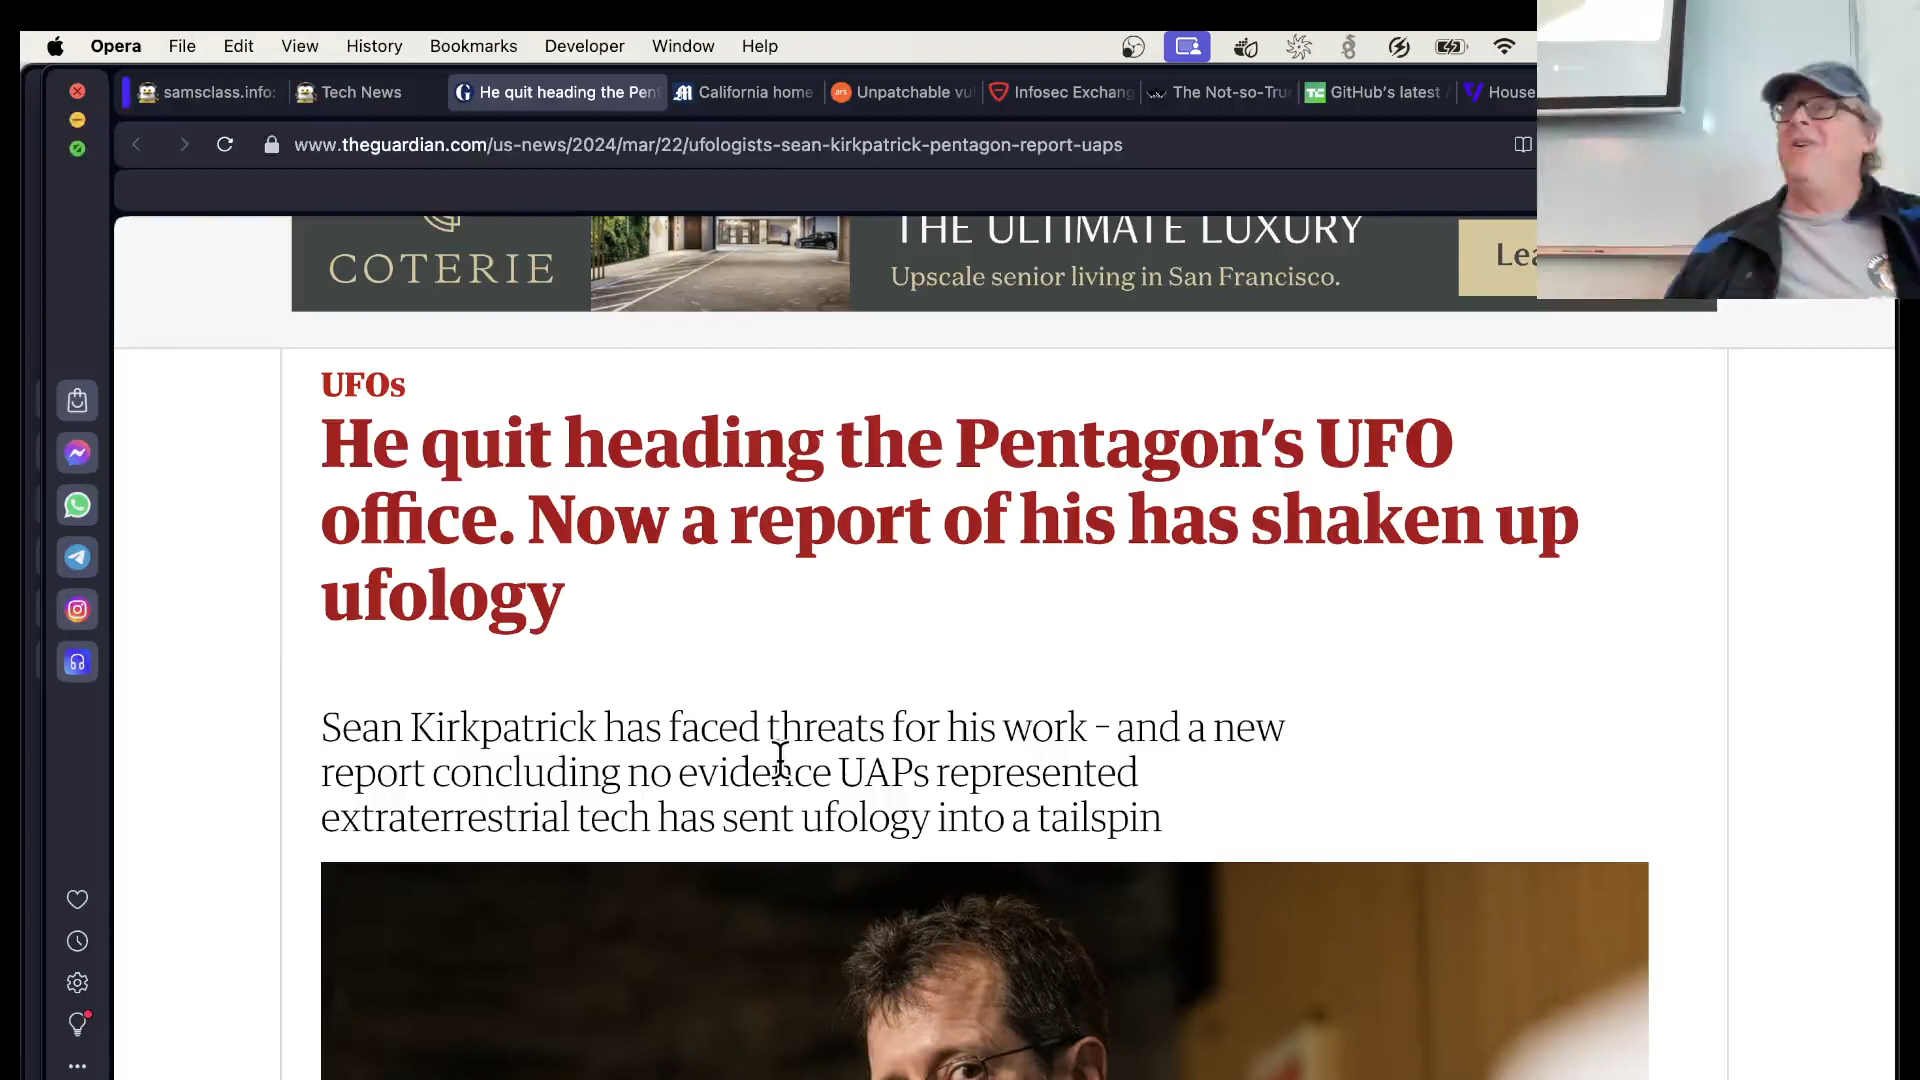 Opera File Edit View History Bookmarks Developer Window Help
samsclass.info: Tech News He quit heading the Pent California home Unpatchable vu Infosec Exchang The Not-so-Tru GitHub's latest House
www.theguardian.com/us-news/2024/mar/22/ufologists-sean-kirkpatrick-pentagon-report-uaps
COTERIE
THE ULTIMATE LUXURY
Upscale senior living in San Francisco.
Lea
UFOs
He quit heading the Pentagon's UFO
office. Now a report of his has shaken up
ufology
Sean Kirkpatrick has faced threats for his work – and a new
report concluding no evidence UAPs represented
extraterrestrial tech has sent ufology into a tailspin